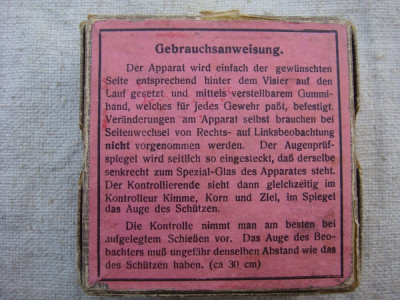 Gebrauchsanweisung.
Der Apparat wird einfach der gewünschten
Seite entsprechend hinter dem Visier auf den
Lauf gesetzt und mittels verstellbarem Gummi-
band, welches für jedes Gewehr paßt, befestigt.
Veränderungen am Apparat selbst brauchen bei
Seitenwechsel von Rechts- auf Linksbeobachtung
nicht vorgenommen werden. Der Augenprüf-
spiegel wird seitlich so eingesteckt, daß derselbe
senkrecht zum Spezial-Glas des Apparates steht.
Der Kontrollierende sieht dann gleichzeitig im
Kontrolleur Kimme, Korn und Ziel, im Spiegel
das Auge des Schützen.
Die Kontrolle nimmt man am besten bei
aufgelegtem Schießen vor. Das Auge des Beo-
bachters muß ungefähr denselben Abstand wie das
des Schützen haben. (ca 30 cm)